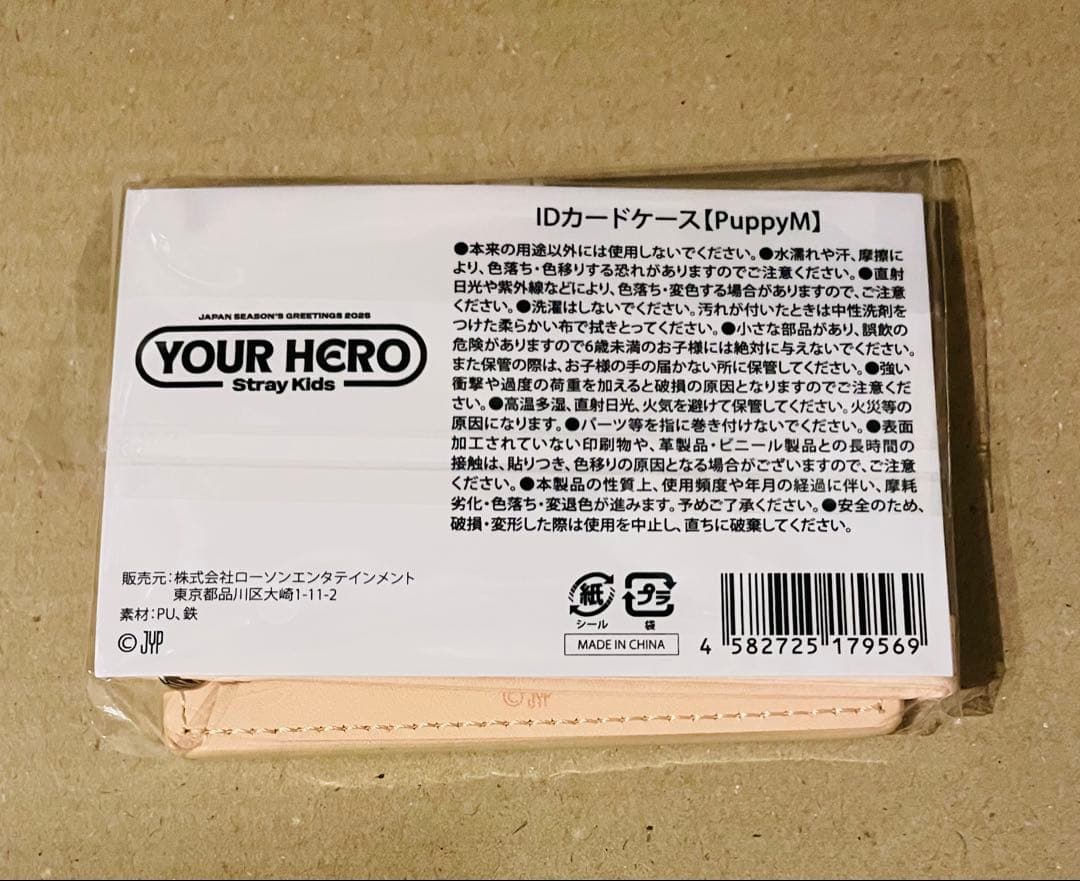 IDカードケース【PuppyM】
●本来の用途以外には使用しないでください。●水濡れや汗、摩擦に
より、色落ち・色移りする恐れがありますのでご注意ください。●直射
日光や紫外線などにより、色落ち・変色する場合がありますので、ご注意
ください。●洗濯はしないでください。汚れが付いたときは中性洗剤を
つけた柔らかい布で拭きとってください。●小さな部品があり、誤飲の
危険がありますので6歳未満のお子様には絶対に与えないでください。
また保管の際は、お子様の手の届かない所に保管してください。●強い
衝撃や過度の荷重を加えると破損の原因となりますのでご注意くだ
さい。●高温多湿、直射日光、火気を避けて保管してください。火災等の
原因になります。●パーツ等を指に巻き付けないでください。●表面
加工されていない印刷物や、革製品・ビニール製品との長時間の
接触は、貼りつき、色移りの原因となる場合がございますので、ご注意
ください。●本製品の性質上、使用頻度や年月の経過に伴い、摩耗
劣化・色落ち・変退色が進みます。予めご了承ください。●安全のため、
破損・変形した際は使用を中止し、直ちに破棄してください。
JAPAN SEASON'S GREETINGS 2025
YOUR HERO
Stray Kids
販売元：株式会社ローソンエンタテインメント
東京都品川区大崎1-11-2
素材：PU、鉄
© JYP
紙
シール
プラ
袋
MADE IN CHINA
4 582725 179569
© JYP